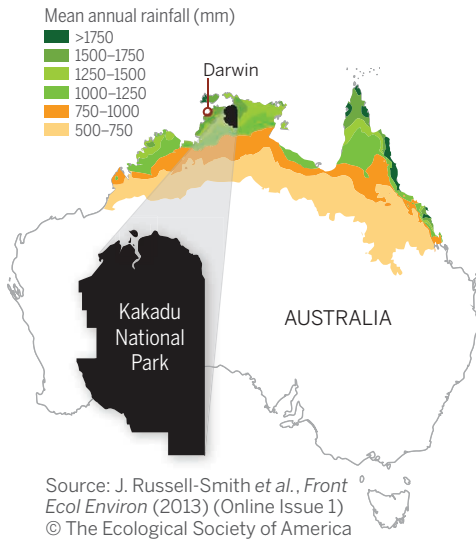 Mean annual rainfall (mm)
>1750
1500–1750
1250–1500
1000–1250
750–1000
500–750
Darwin
Kakadu
National
Park
AUSTRALIA
Source: J. Russell-Smith et al., Front
Ecol Environ (2013) (Online Issue 1)
© The Ecological Society of America